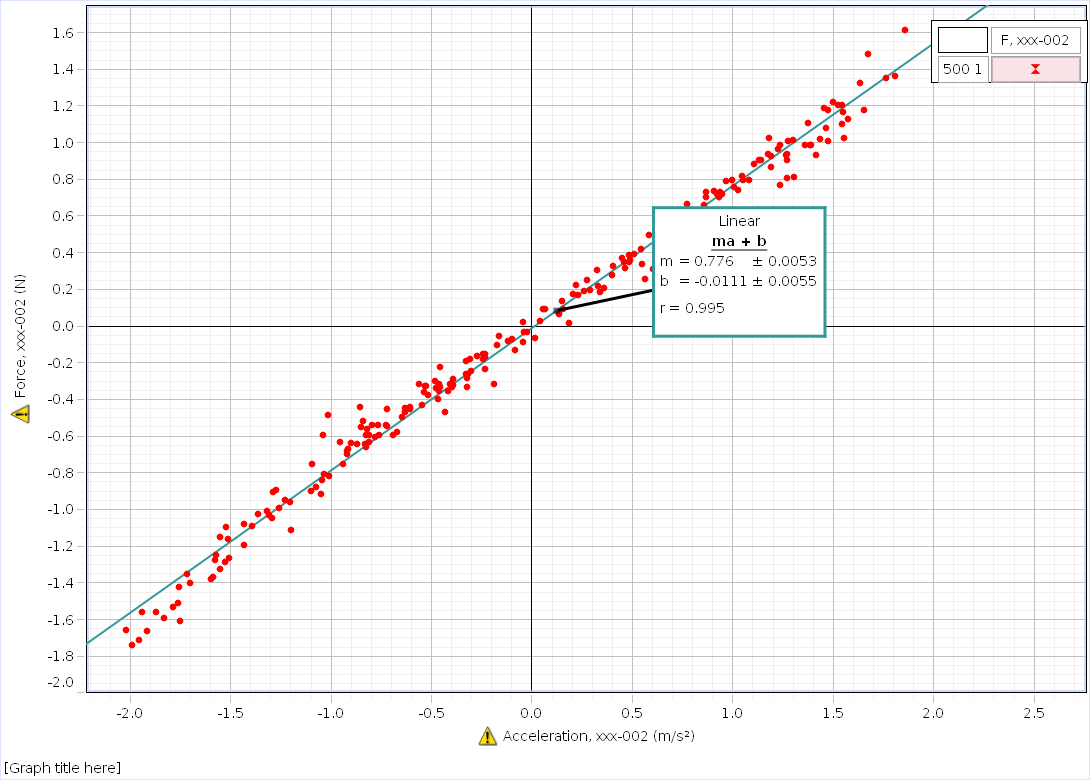 1.6
1.4
1.2
1.0
0.8
0.6
0.4
0.2
0.0
-0.2
-0.4
-0.6
-0.8
-1.0
-1.2
-1.4
-1.6
-1.8
-2.0
Force, xxx-002 (N)
F, xxx-002
500 1
Linear
ma + b
m = 0.776 ± 0.0053
b = -0.0111 ± 0.0055
r = 0.995
-2.0 -1.5 -1.0 -0.5 0.0 0.5 1.0 1.5 2.0 2.5
Acceleration, xxx-002 (m/s²)
[Graph title here]